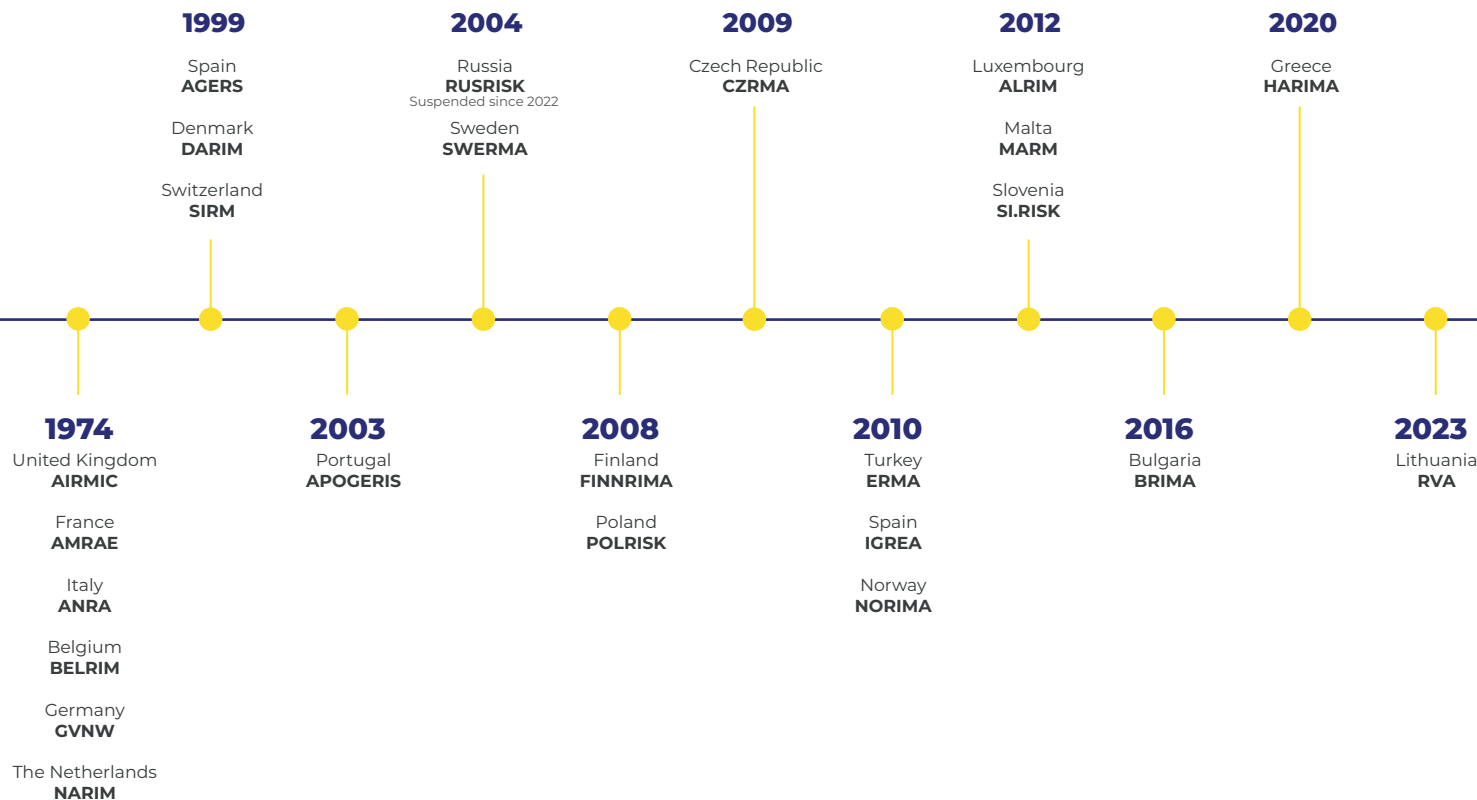 1999
Spain
AGERS
Denmark
DARIM
Switzerland
SIRM
2004
Russia
RUSRISK
Suspended since 2022
Sweden
SWERMA
2009
Czech Republic
CZRMA
2012
Luxembourg
ALRIM
Malta
MARM
Slovenia
SI.RISK
2020
Greece
HARIMA
1974
United Kingdom
AIRMIC
France
AMRAE
Italy
ANRA
Belgium
BELRIM
Germany
GVNW
The Netherlands
NARIM
2003
Portugal
APOGERIS
2008
Finland
FINNRIMA
Poland
POLRISK
2010
Turkey
ERMA
Spain
IGREA
Norway
NORIMA
2016
Bulgaria
BRIMA
2023
Lithuania
RVA